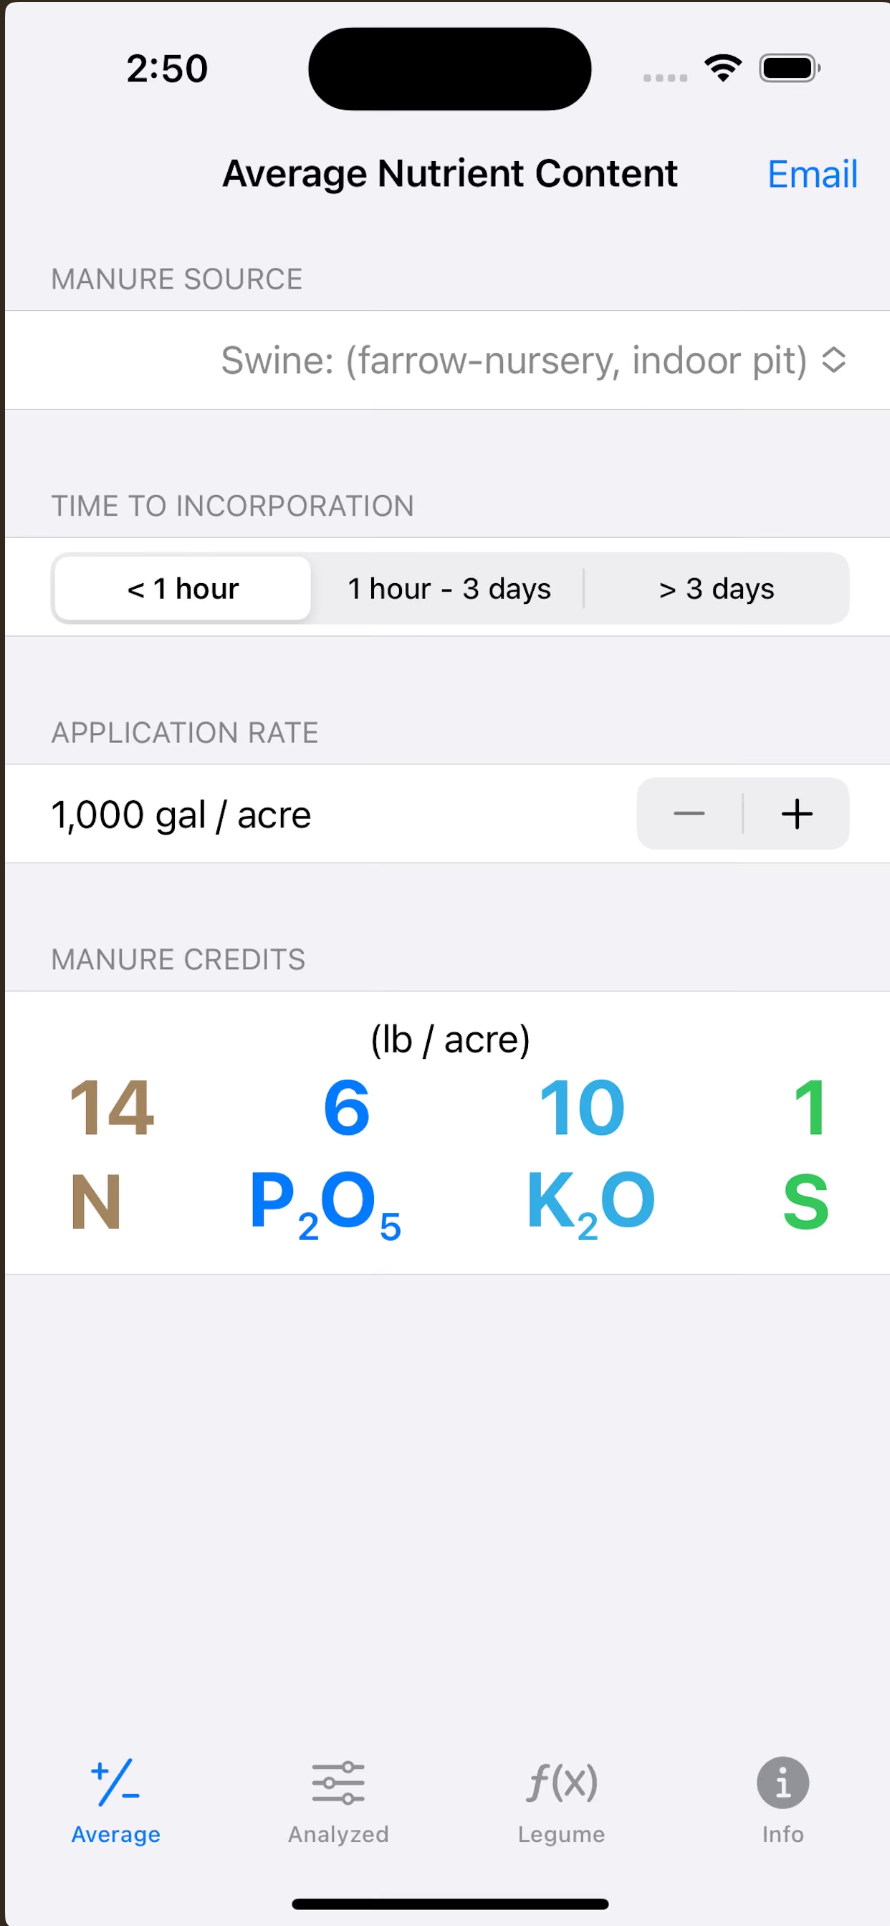 2:50
Average Nutrient Content Email
MANURE SOURCE
Swine: (farrow-nursery, indoor pit)
TIME TO INCORPORATION
< 1 hour 1 hour - 3 days > 3 days
APPLICATION RATE
1,000 gal / acre − +
MANURE CREDITS
(lb / acre)
14 6 10 1
N P₂O₅ K₂O S
+/− ƒ(x) i
Average Analyzed Legume Info